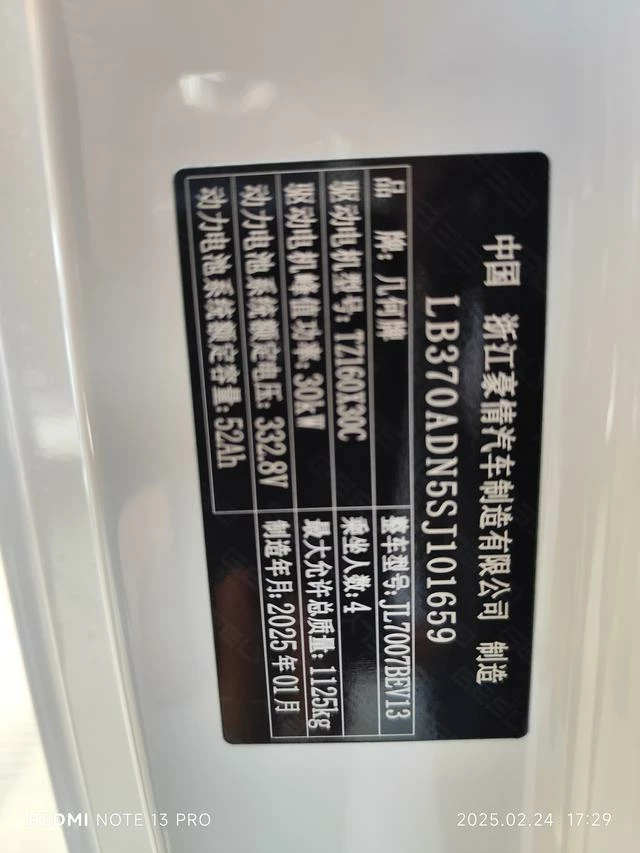 中国 浙江豪情汽车制造有限公司 制造
LB370ADN5SJ101659
品 牌: 几何牌 整车型号: JL7007BEV13
驱动电机型号: TZ160X30C 乘坐人数: 4
驱动电机峰值功率: 30kW 最大允许总质量: 1125kg
动力电池系统额定电压: 332.8V 制造年月: 2025年01月
动力电池系统额定容量: 52Ah
REDMI NOTE 13 PRO
2025.02.24 17:29